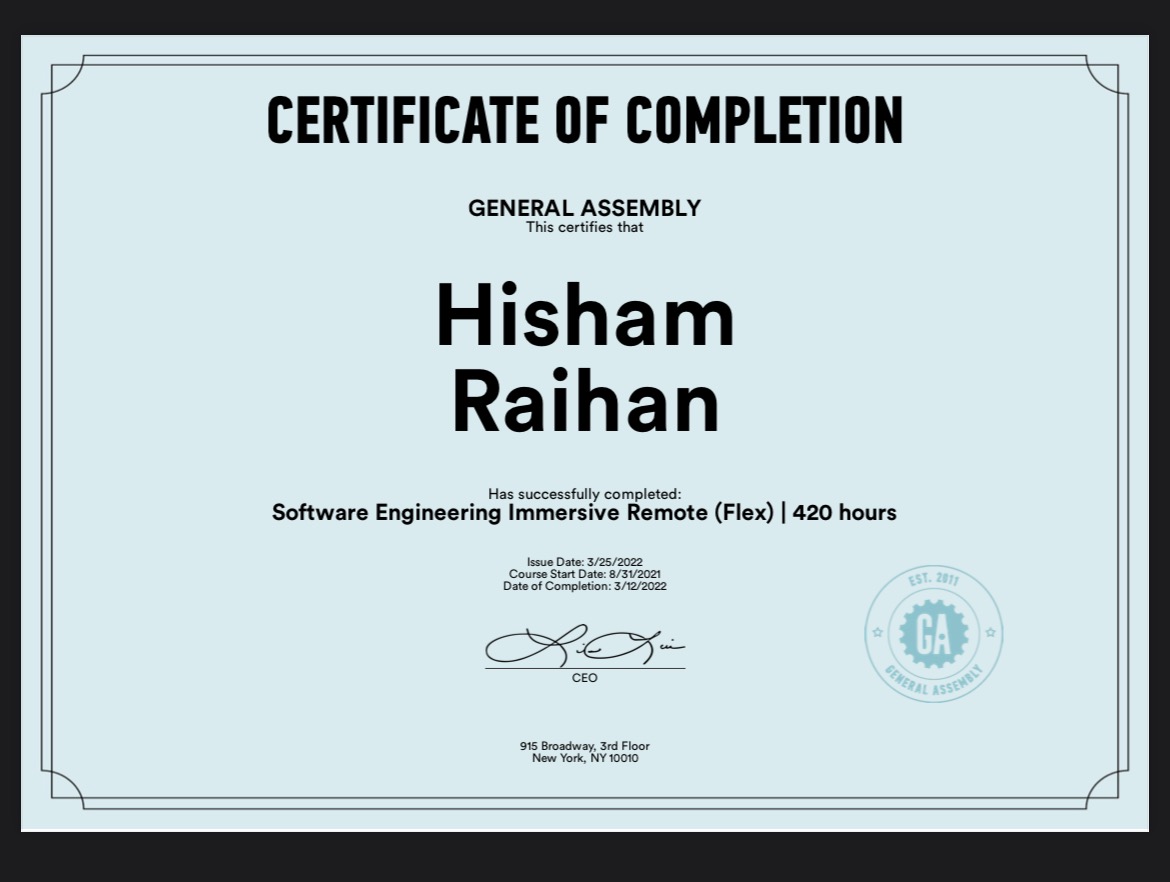 CERTIFICATE OF COMPLETION
GENERAL ASSEMBLY
This certifies that
Hisham
Raihan
Has successfully completed:
Software Engineering Immersive Remote (Flex) | 420 hours
Issue Date: 3/25/2022
Course Start Date: 8/31/2021
Date of Completion: 3/12/2022
CEO
EST. 2011
GA
GENERAL ASSEMBLY
915 Broadway, 3rd Floor
New York, NY 10010